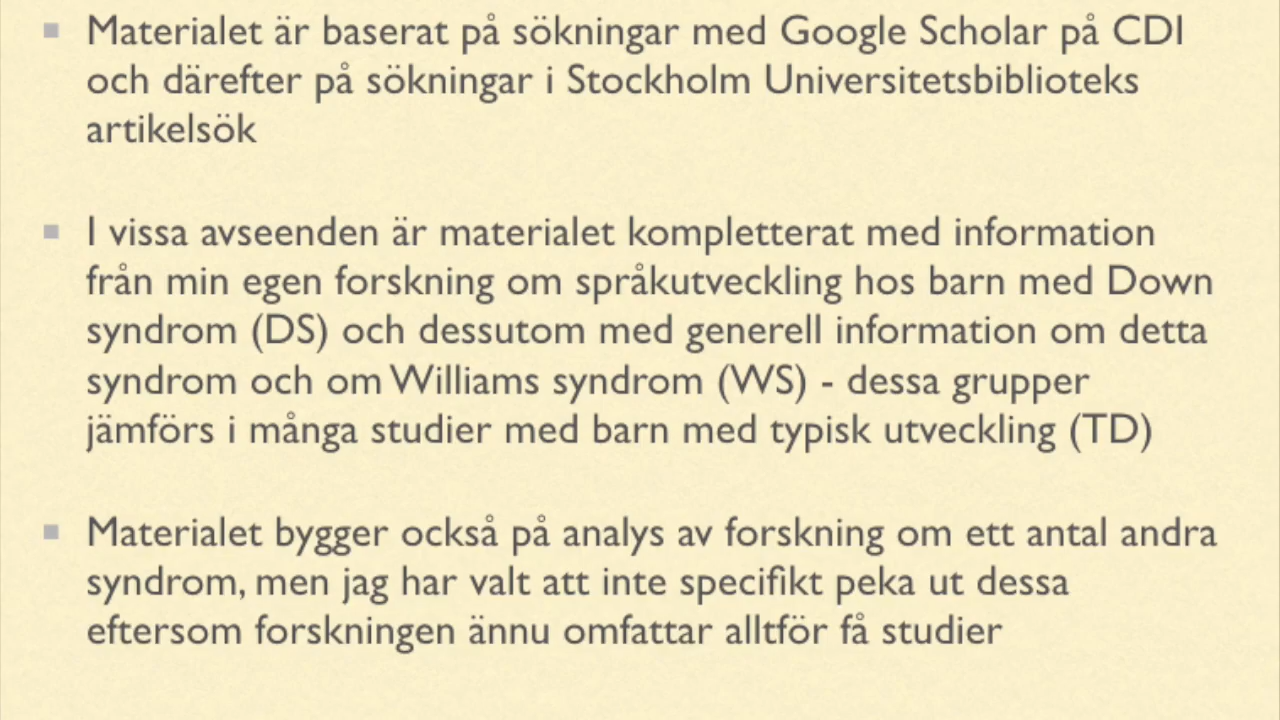 Materialet är baserat på sökningar med Google Scholar på CDI
och därefter på sökningar i Stockholm Universitetsbiblioteks
artikelsök
I vissa avseenden är materialet kompletterat med information
från min egen forskning om språkutveckling hos barn med Down
syndrom (DS) och dessutom med generell information om detta
syndrom och om Williams syndrom (WS) - dessa grupper
jämförs i många studier med barn med typisk utveckling (TD)
Materialet bygger också på analys av forskning om ett antal andra
syndrom, men jag har valt att inte specifikt peka ut dessa
eftersom forskningen ännu omfattar alltför få studier